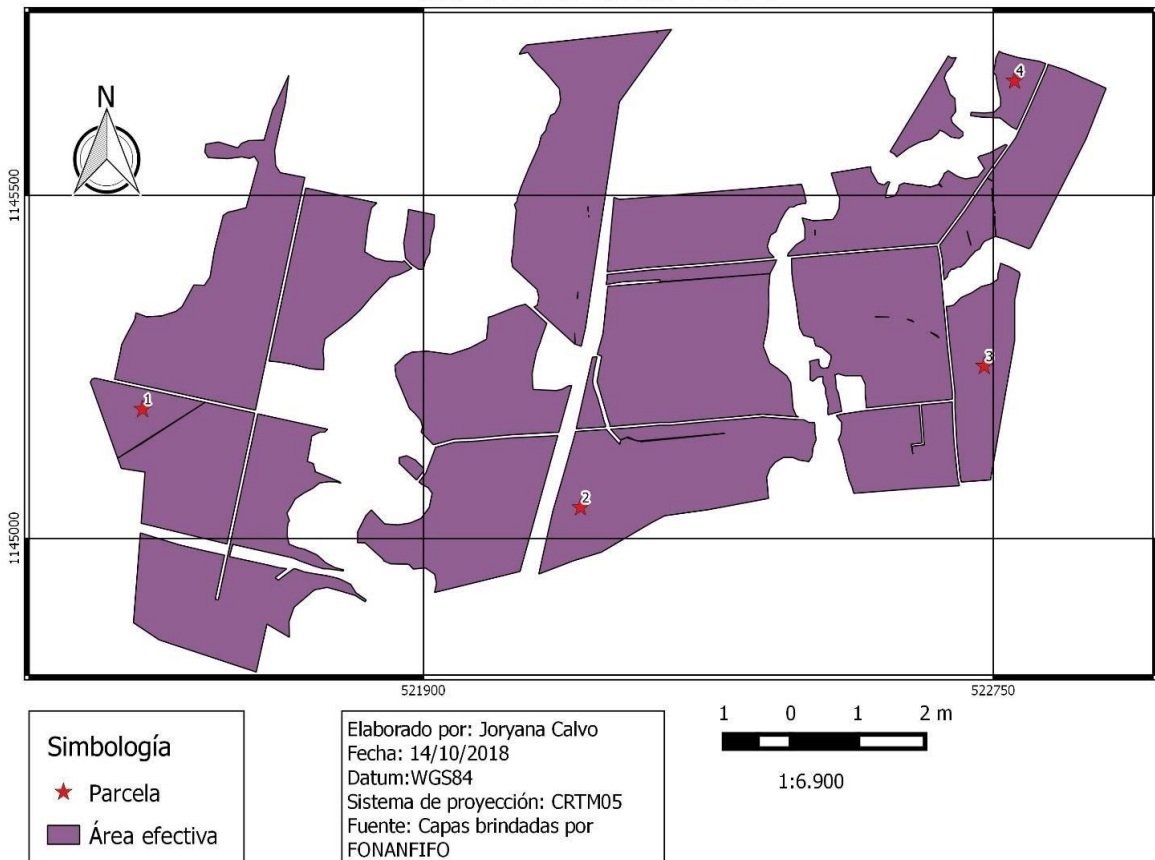 N
4
1145500
3
1
2
1145000
521900
522750
Simbología
Parcela
Área efectiva
Elaborado por: Joryana Calvo
Fecha: 14/10/2018
Datum:WGS84
Sistema de proyección: CRTM05
Fuente: Capas brindadas por
FONANFIFO
1 0 1 2 m
1:6.900